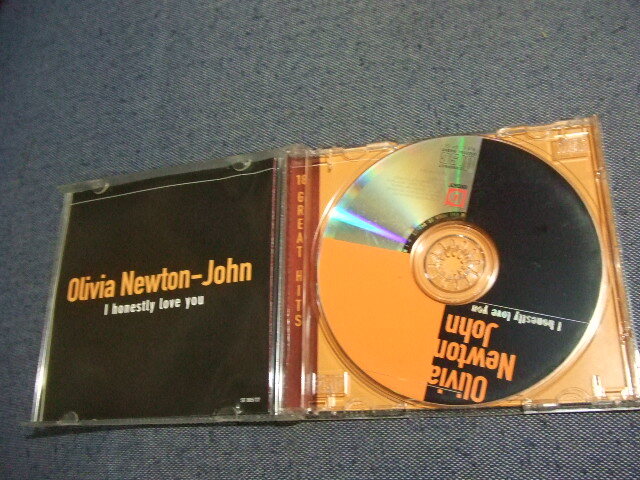 Olivia Newton-John
I honestly love you
18 GREAT HITS
I honestly love you
Olivia
Newton
John